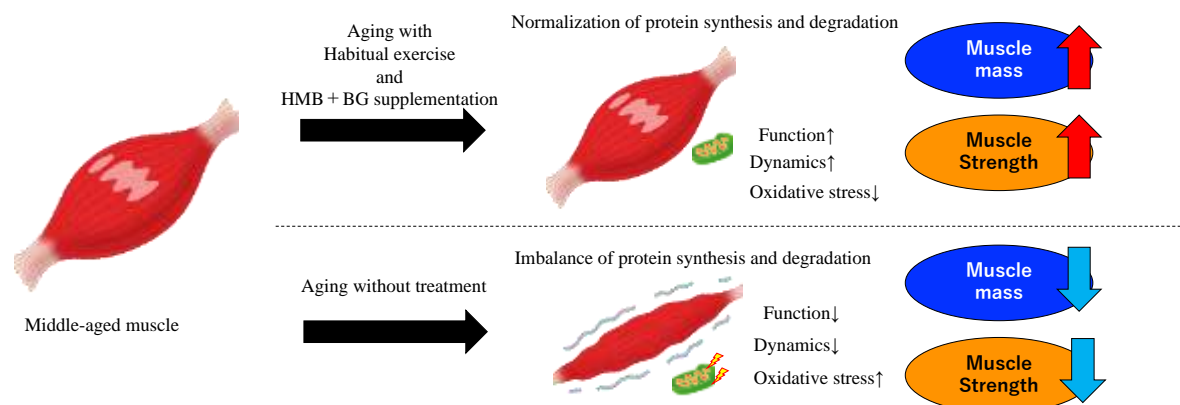 Aging with
Habitual exercise
and
HMB + BG supplementation
Normalization of protein synthesis and degradation
Function↑
Dynamics↑
Oxidative stress↓
Muscle
mass
Muscle
Strength
Middle-aged muscle
Aging without treatment
Imbalance of protein synthesis and degradation
Function↓
Dynamics↓
Oxidative stress↑
Muscle
mass
Muscle
Strength